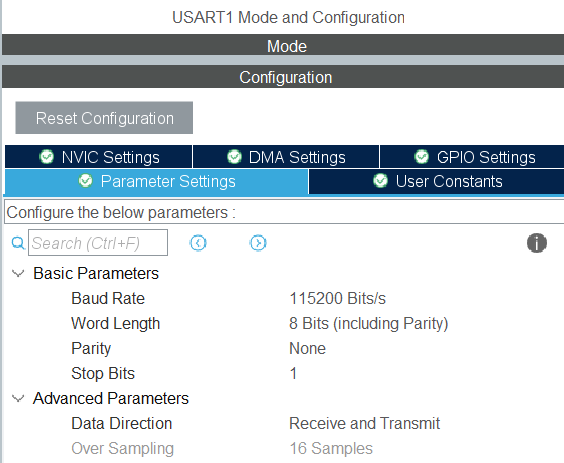 USART1 Mode and Configuration
Mode
Configuration
Reset Configuration
NVIC Settings DMA Settings GPIO Settings
Parameter Settings User Constants
Configure the below parameters :
Search (Ctrl+F) i
Basic Parameters
Baud Rate 115200 Bits/s
Word Length 8 Bits (including Parity)
Parity None
Stop Bits 1
Advanced Parameters
Data Direction Receive and Transmit
Over Sampling 16 Samples